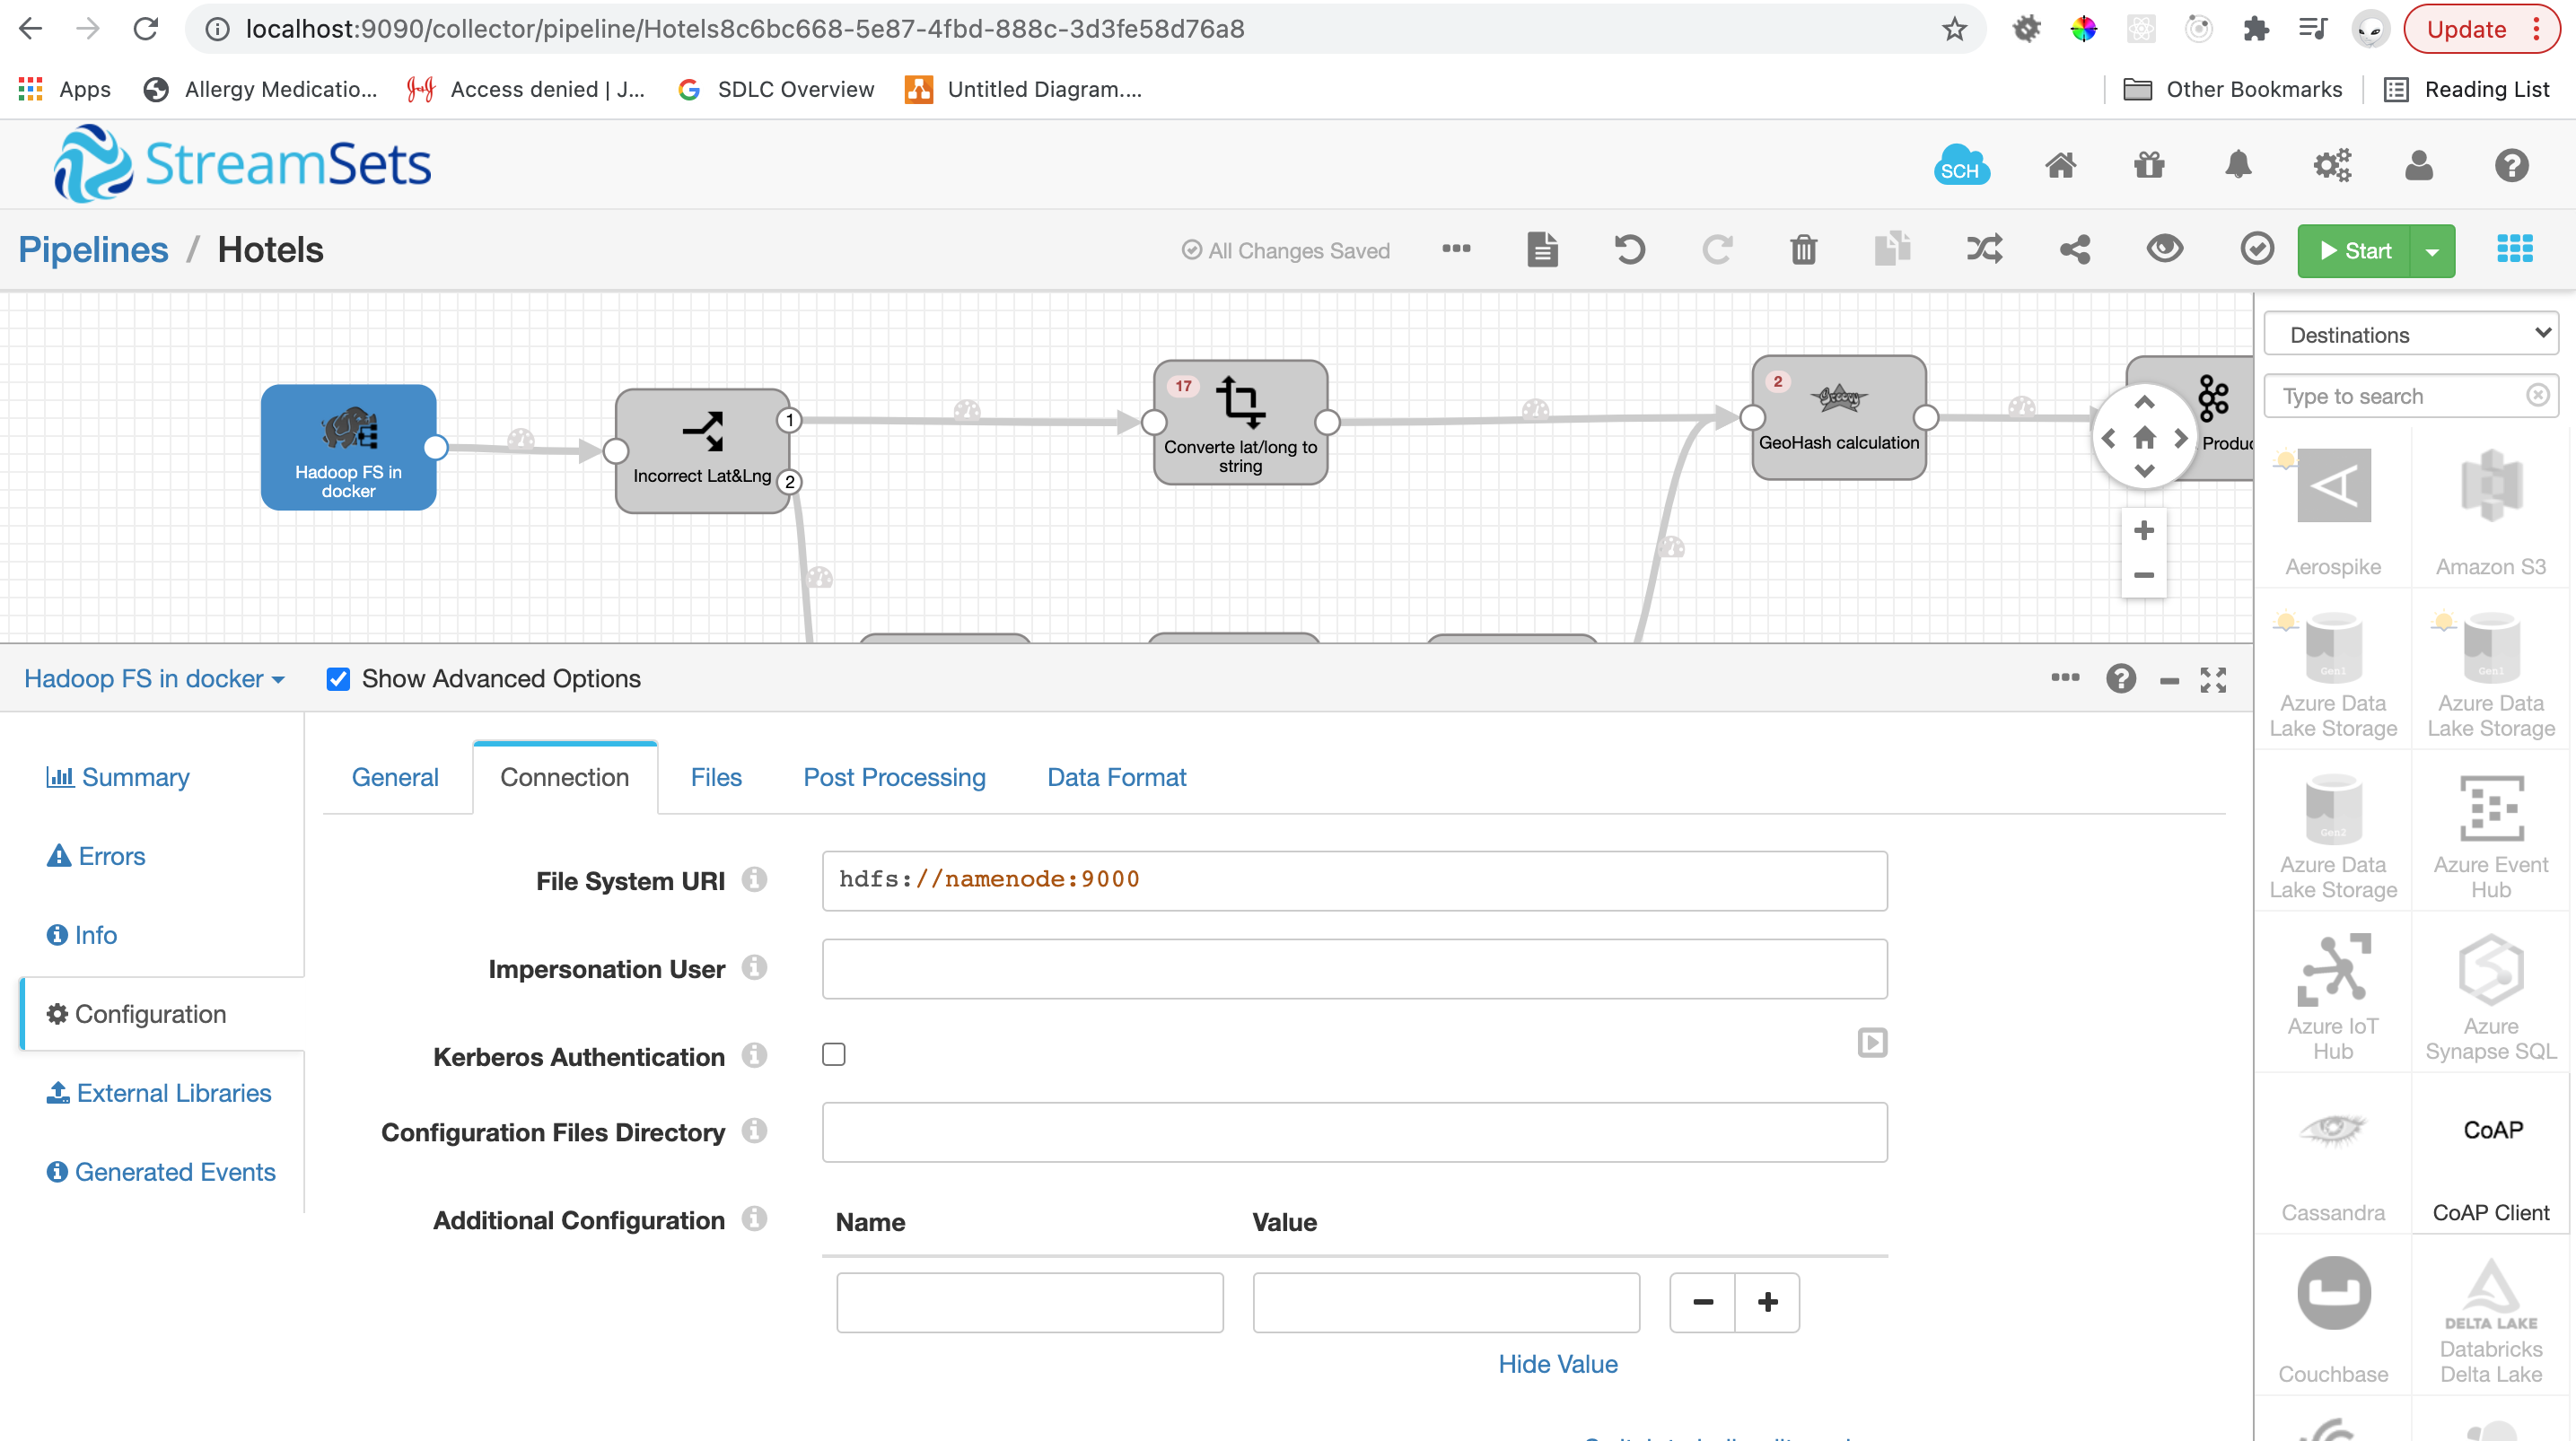 localhost:9090/collector/pipeline/Hotels8c6bc668-5e87-4fbd-888c-3d3fe58d76a8
Update
Apps
Allergy Medicatio...
Access denied | J...
SDLC Overview
Untitled Diagram....
Other Bookmarks
Reading List
StreamSets
SCH
Pipelines / Hotels
All Changes Saved
Start
Hadoop FS in
docker
Incorrect Lat&Lng
1
2
17
Converte lat/long to
string
2
Groovy
GeoHash calculation
Produc
Destinations
Type to search
Aerospike
Amazon S3
Gen1
Azure Data
Lake Storage
Gen1
Azure Data
Lake Storage
Gen2
Azure Data
Lake Storage
Azure Event
Hub
Azure IoT
Hub
Azure
Synapse SQL
Cassandra
CoAP
CoAP Client
Couchbase
DELTA LAKE
Databricks
Delta Lake
Hadoop FS in docker
Show Advanced Options
Summary
Errors
Info
Configuration
External Libraries
Generated Events
General
Connection
Files
Post Processing
Data Format
File System URI
hdfs://namenode:9000
Impersonation User
Kerberos Authentication
Configuration Files Directory
Additional Configuration
Name
Value
Hide Value